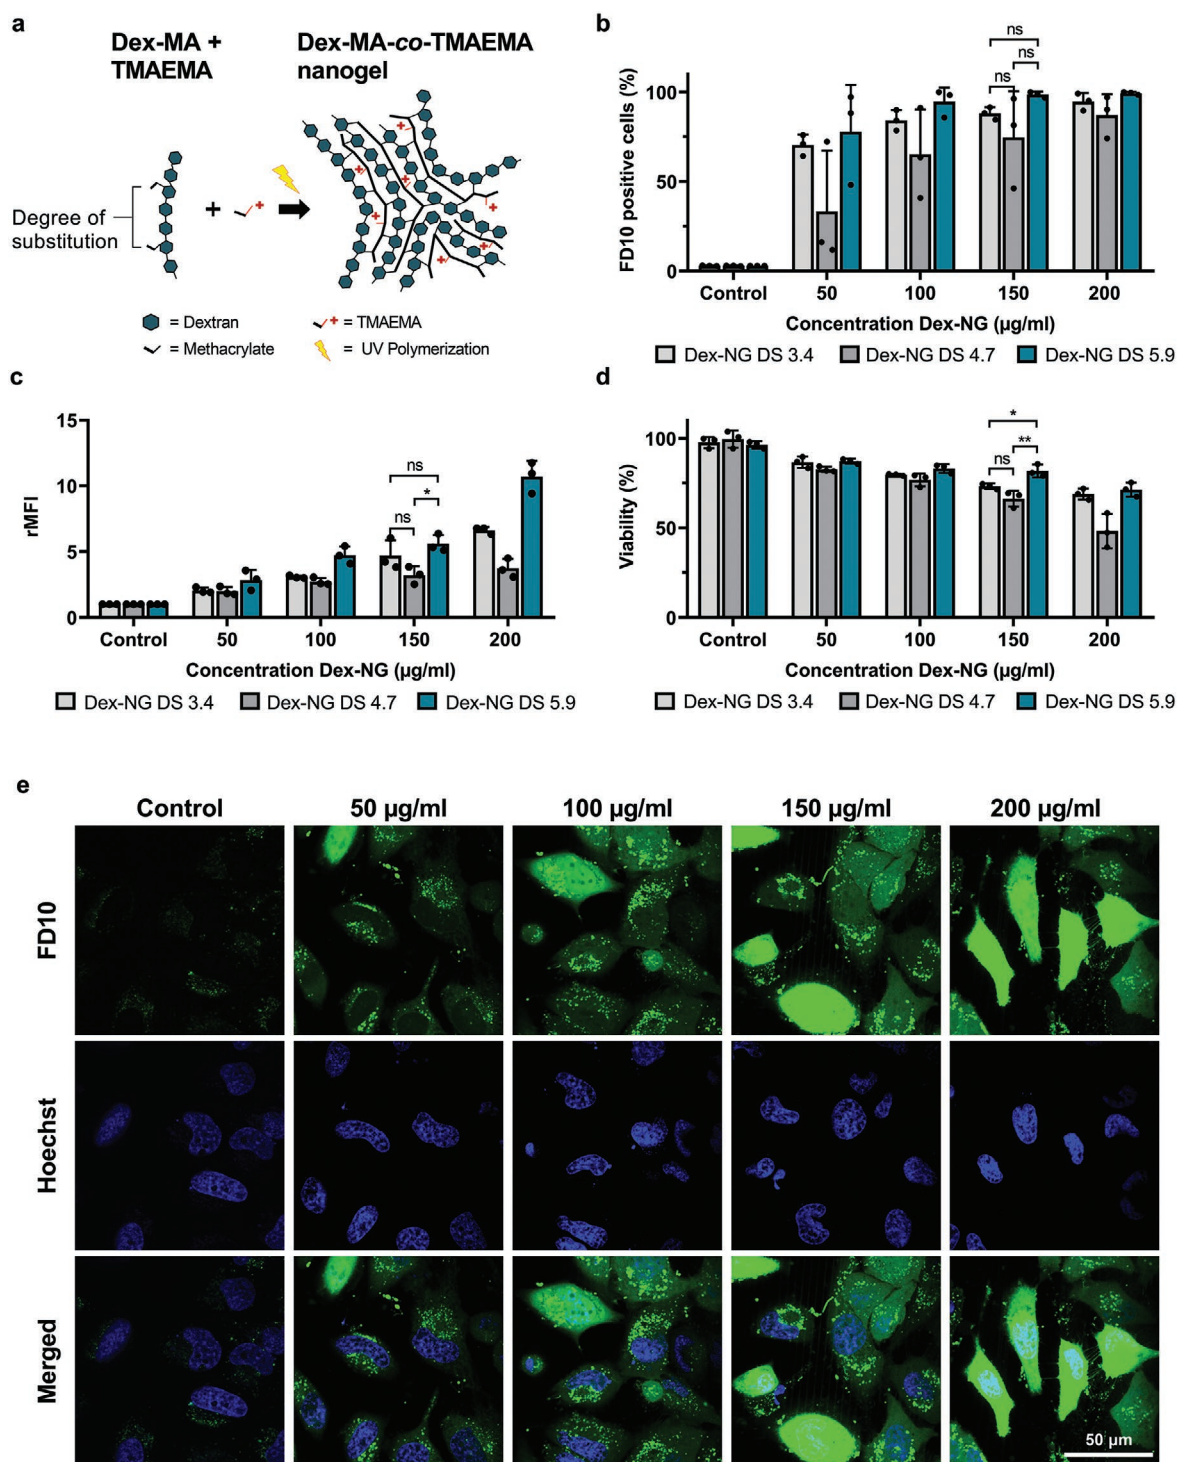 a
Dex-MA +
TMAEMA
Dex-MA-co-TMAEMA
nanogel
Degree of
substitution
+
= Dextran
= TMAEMA
= Methacrylate
= UV Polymerization
b
FD10 positive cells (%)
100
50
0
ns
ns
ns
Control
50
100
150
200
Concentration Dex-NG (µg/ml)
Dex-NG DS 3.4
Dex-NG DS 4.7
Dex-NG DS 5.9
c
rMFI
15
10
5
0
ns
ns
*
Control
50
100
150
200
Concentration Dex-NG (µg/ml)
Dex-NG DS 3.4
Dex-NG DS 4.7
Dex-NG DS 5.9
d
Viability (%)
100
50
0
*
ns
**
Control
50
100
150
200
Concentration Dex-NG (µg/ml)
Dex-NG DS 3.4
Dex-NG DS 4.7
Dex-NG DS 5.9
e
Control
50 µg/ml
100 µg/ml
150 µg/ml
200 µg/ml
FD10
Hoechst
Merged
50 µm